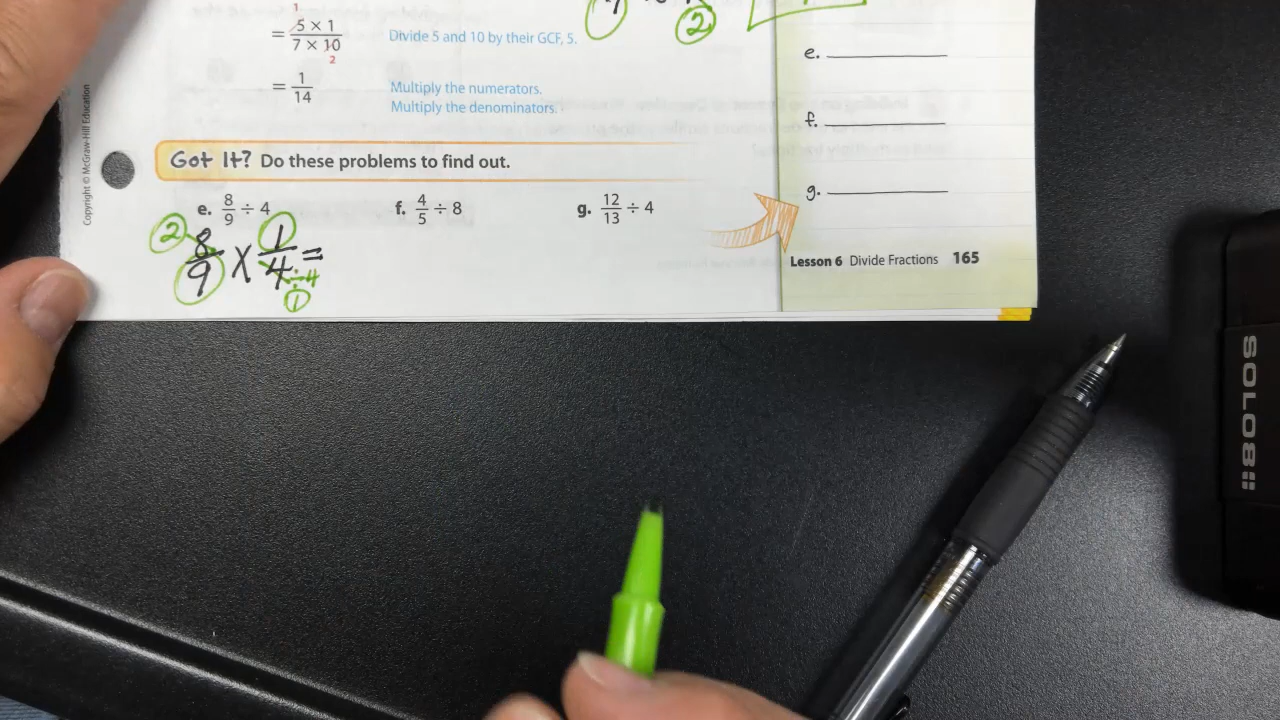 1
= 5 × 1
7 × 10
2
Divide 5 and 10 by their GCF, 5.
= 1
14
Multiply the numerators.
Multiply the denominators.
Copyright © McGraw-Hill Education
Got It? Do these problems to find out.
e. 8/9 ÷ 4
f. 4/5 ÷ 8
g. 12/13 ÷ 4
2
8/9 X 1/4 =
÷4
1
2
e.
f.
g.
Lesson 6 Divide Fractions 165
SOLO8